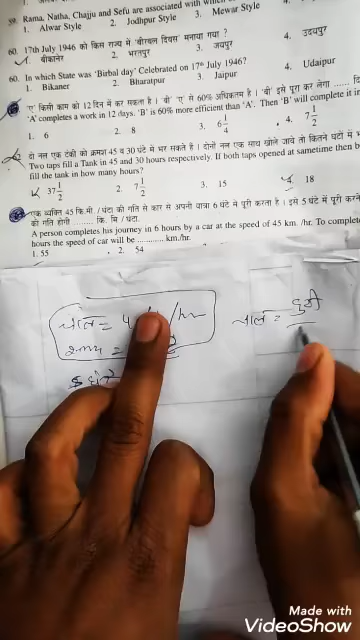 59. Rama, Natha, Chajju and Sefu are associated with which
1. Alwar Style 2. Jodhpur Style 3. Mewar Style
60. 17th July 1946 को किस राज्य में 'बीरबल दिवस' मनाया गया ?
1. बीकानेर 2. भरतपुर 3. जयपुर 4. उदयपुर
60. In which State was 'Birbal day' Celebrated on 17th July 1946?
1. Bikaner 2. Bharatpur 3. Jaipur 4. Udaipur
'ए' किसी काम को 12 दिन में कर सकता है । 'बी' 'ए' से 60% अधिकतम है । 'बी' इसे पूरा कर लेगा ...... दि
'A' completes a work in 12 days. 'B' is 60% more efficient than 'A'. Then 'B' will complete it in
1. 6 2. 8 3. 6 1/4 4. 7 1/2
दो नल एक टंकी को क्रमश 45 व 30 घंटे में भर सकते है । दोनों नल एक साथ खोले जाये तो कितने घंटों में भ
Two taps fill a Tank in 45 and 30 hours respectively. If both taps opened at sametime then b
fill the tank in how many hours?
1. 37 1/2 2. 7 1/2 3. 15 4. 18
एक व्यक्ति 45 कि.मी. / घंटा की गति से कार से अपनी यात्रा 6 घंटे मे पूरी करता है । इसे 5 घंटे में पूरी करने
की गति होगी ........ कि. मि / घंटा.
A person completes his journey in 6 hours by a car at the speed of 45 km. /hr. To complete
hours the speed of car will be ........... km./hr.
1. 55 2. 54
चाल = 4 /hr चाल = दुरी
समय =
Made with
VideoShow